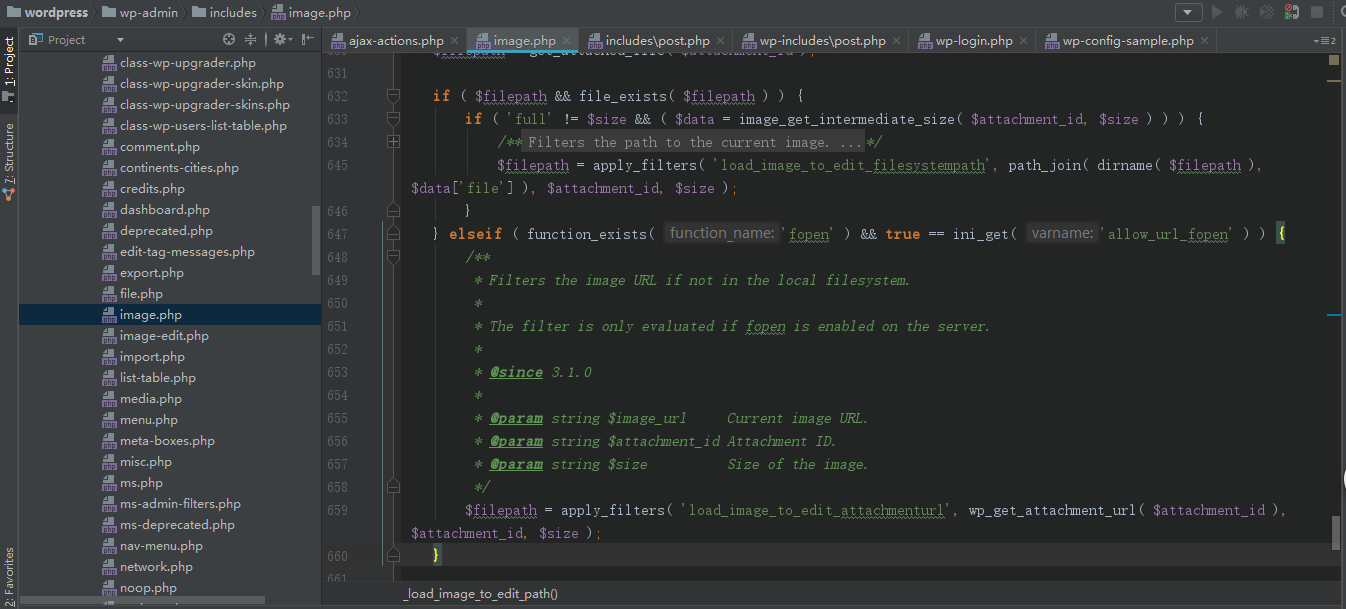 wordpress wp-admin includes image.php
Project
ajax-actions.php image.php includes\post.php wp-includes\post.php wp-login.php wp-config-sample.php
2
1: Project
7: Structure
2: Favorites
class-wp-upgrader.php
class-wp-upgrader-skin.php
class-wp-upgrader-skins.php
class-wp-users-list-table.php
comment.php
continents-cities.php
credits.php
dashboard.php
deprecated.php
edit-tag-messages.php
export.php
file.php
image.php
image-edit.php
import.php
list-table.php
media.php
menu.php
meta-boxes.php
misc.php
ms.php
ms-admin-filters.php
ms-deprecated.php
nav-menu.php
network.php
noop.php
631
632 if ( $filepath && file_exists( $filepath ) ) {
633 if ( 'full' != $size && ( $data = image_get_intermediate_size( $attachment_id, $size ) ) ) {
634 /** Filters the path to the current image. ...*/
645 $filepath = apply_filters( 'load_image_to_edit_filesystempath', path_join( dirname( $filepath ),
$data['file'] ), $attachment_id, $size );
646 }
647 } elseif ( function_exists( function_name: 'fopen' ) && true == ini_get( varname: 'allow_url_fopen' ) ) {
648 /**
649 * Filters the image URL if not in the local filesystem.
650 *
651 * The filter is only evaluated if fopen is enabled on the server.
652 *
653 * @since 3.1.0
654 *
655 * @param string $image_url Current image URL.
656 * @param string $attachment_id Attachment ID.
657 * @param string $size Size of the image.
658 */
659 $filepath = apply_filters( 'load_image_to_edit_attachmenturl', wp_get_attachment_url( $attachment_id ),
$attachment_id, $size );
660 }
661
_load_image_to_edit_path()